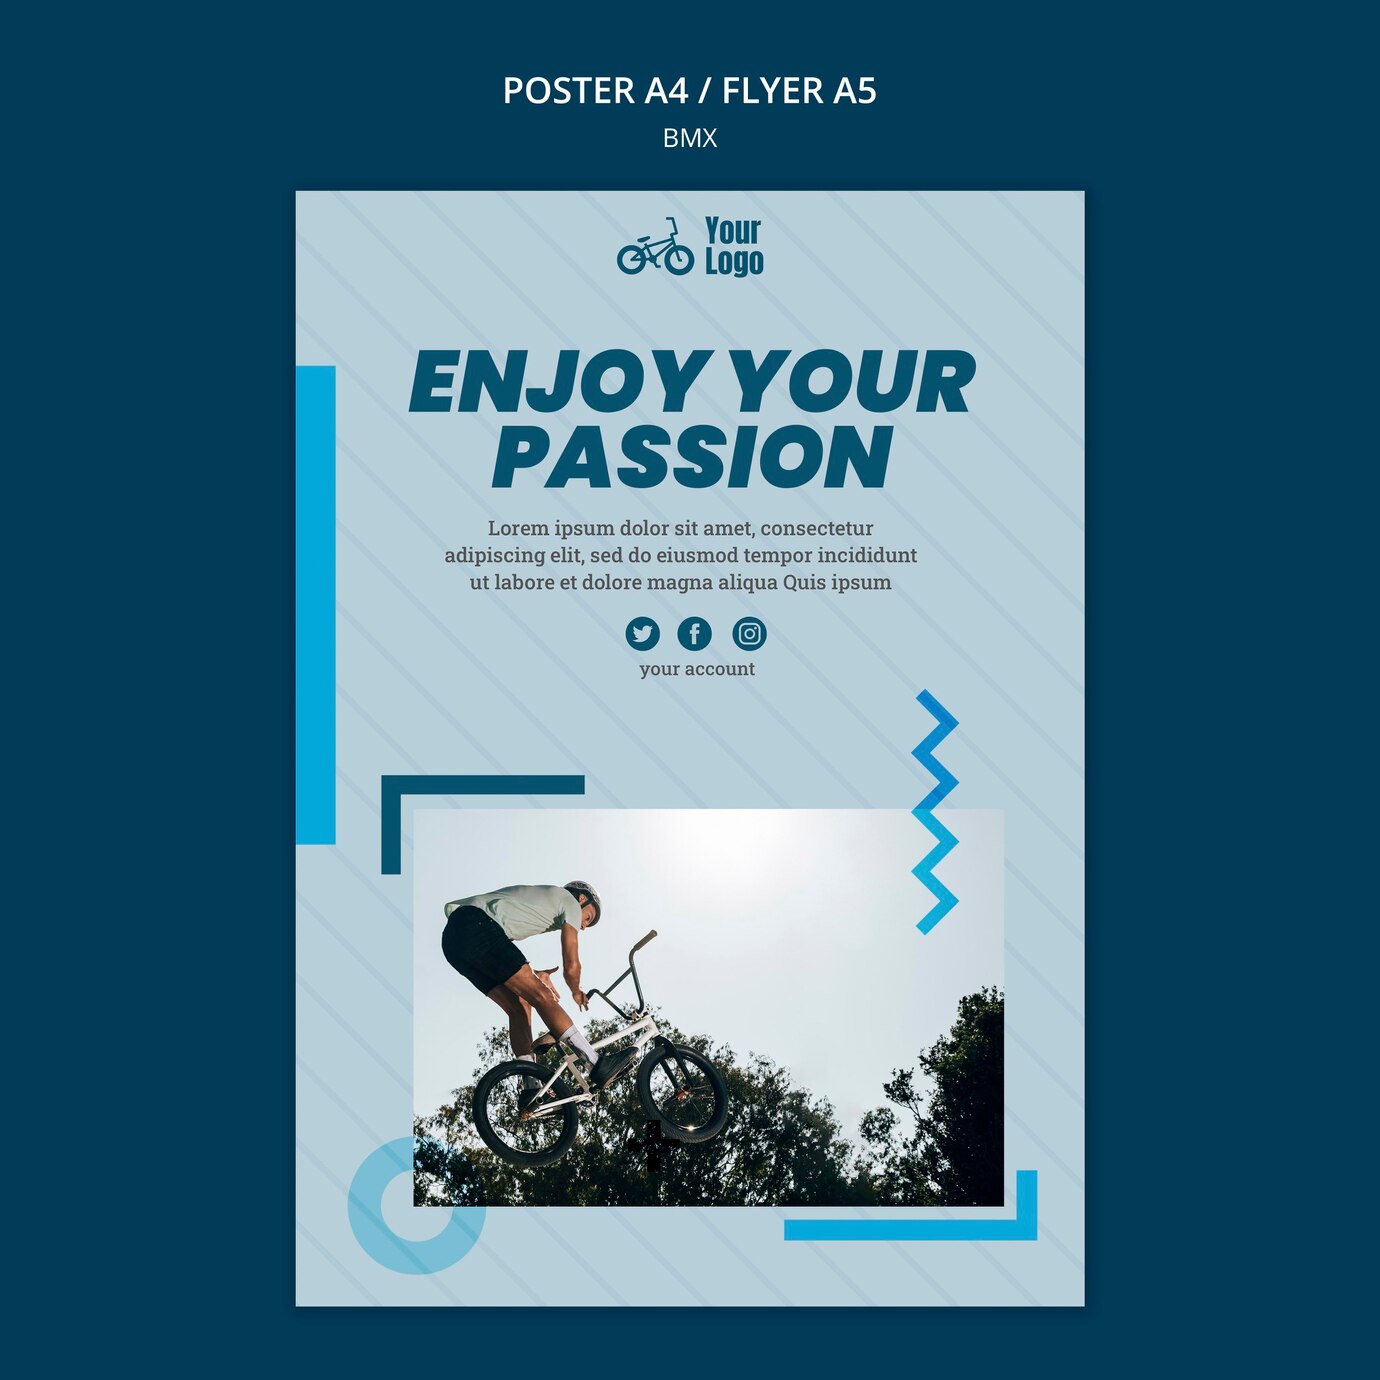 POSTER A4 / FLYER A5
BMX
Your
Logo
ENJOY YOUR
PASSION
Lorem ipsum dolor sit amet, consectetur
adipiscing elit, sed do eiusmod tempor incididunt
ut labore et dolore magna aliqua Quis ipsum
your account